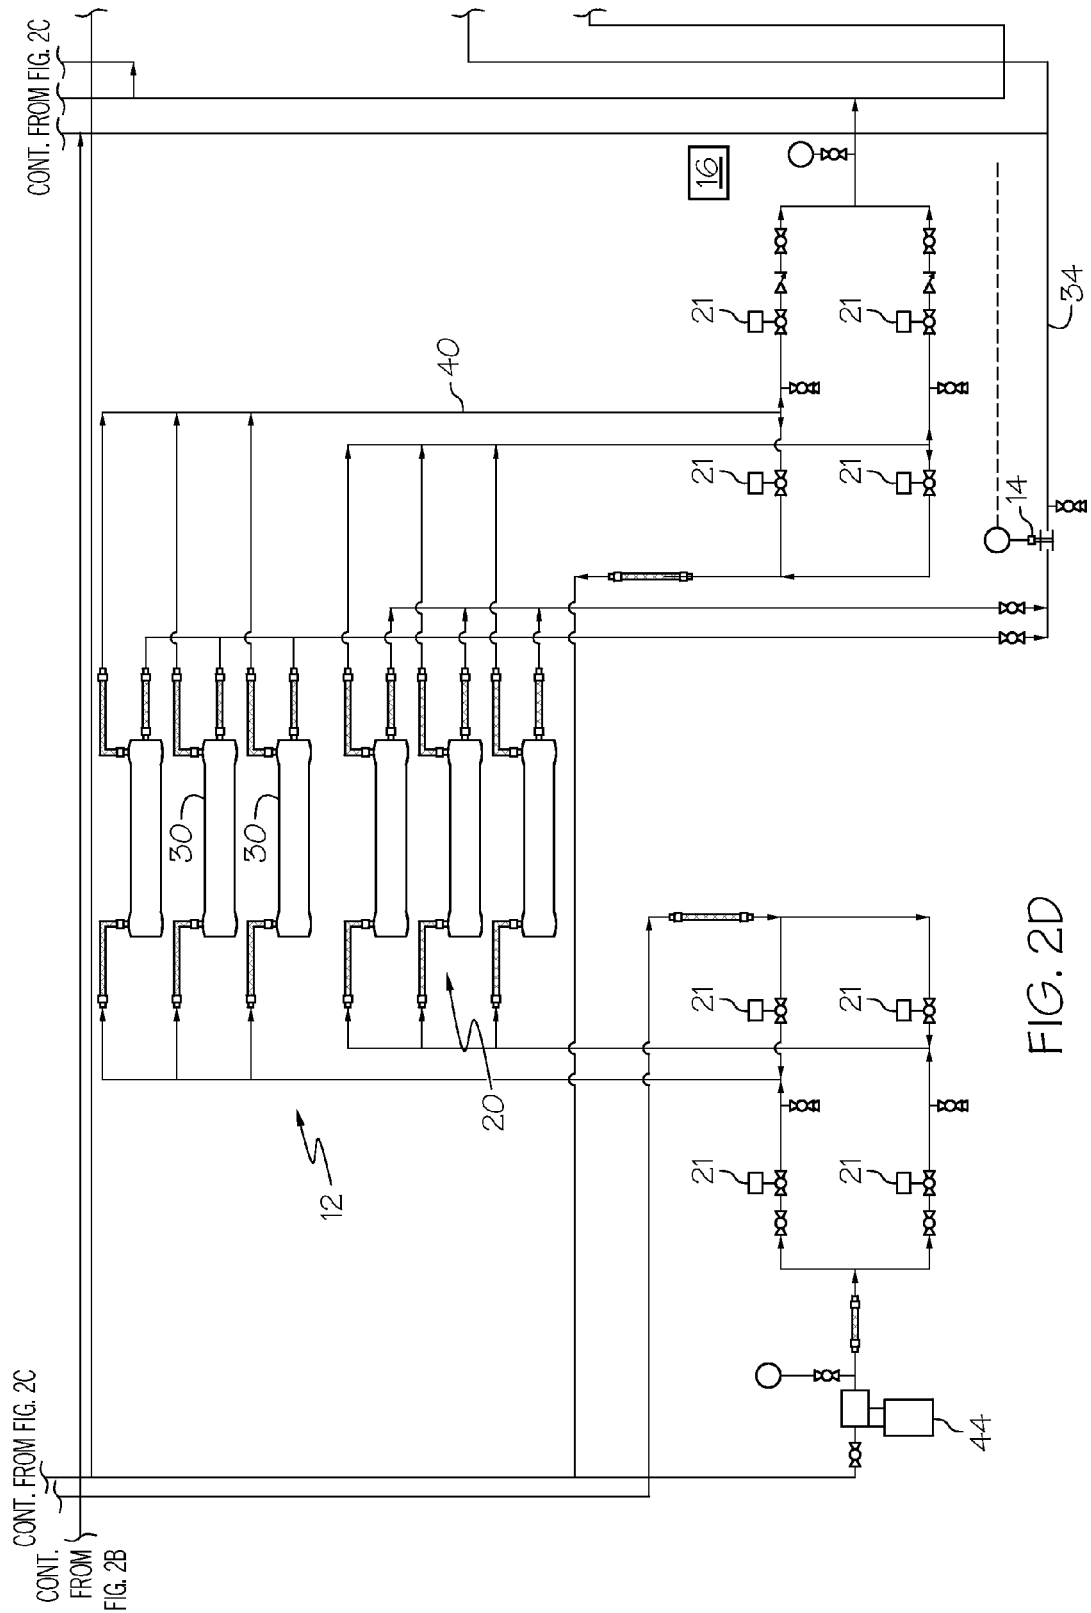 CONT. FROM FIG. 2C
16
21
21
34
40
21
21
14
30
30
20
12
21
21
21
21
44
CONT. FROM FIG. 2C
CONT.
FROM
FIG. 2B
FIG. 2D